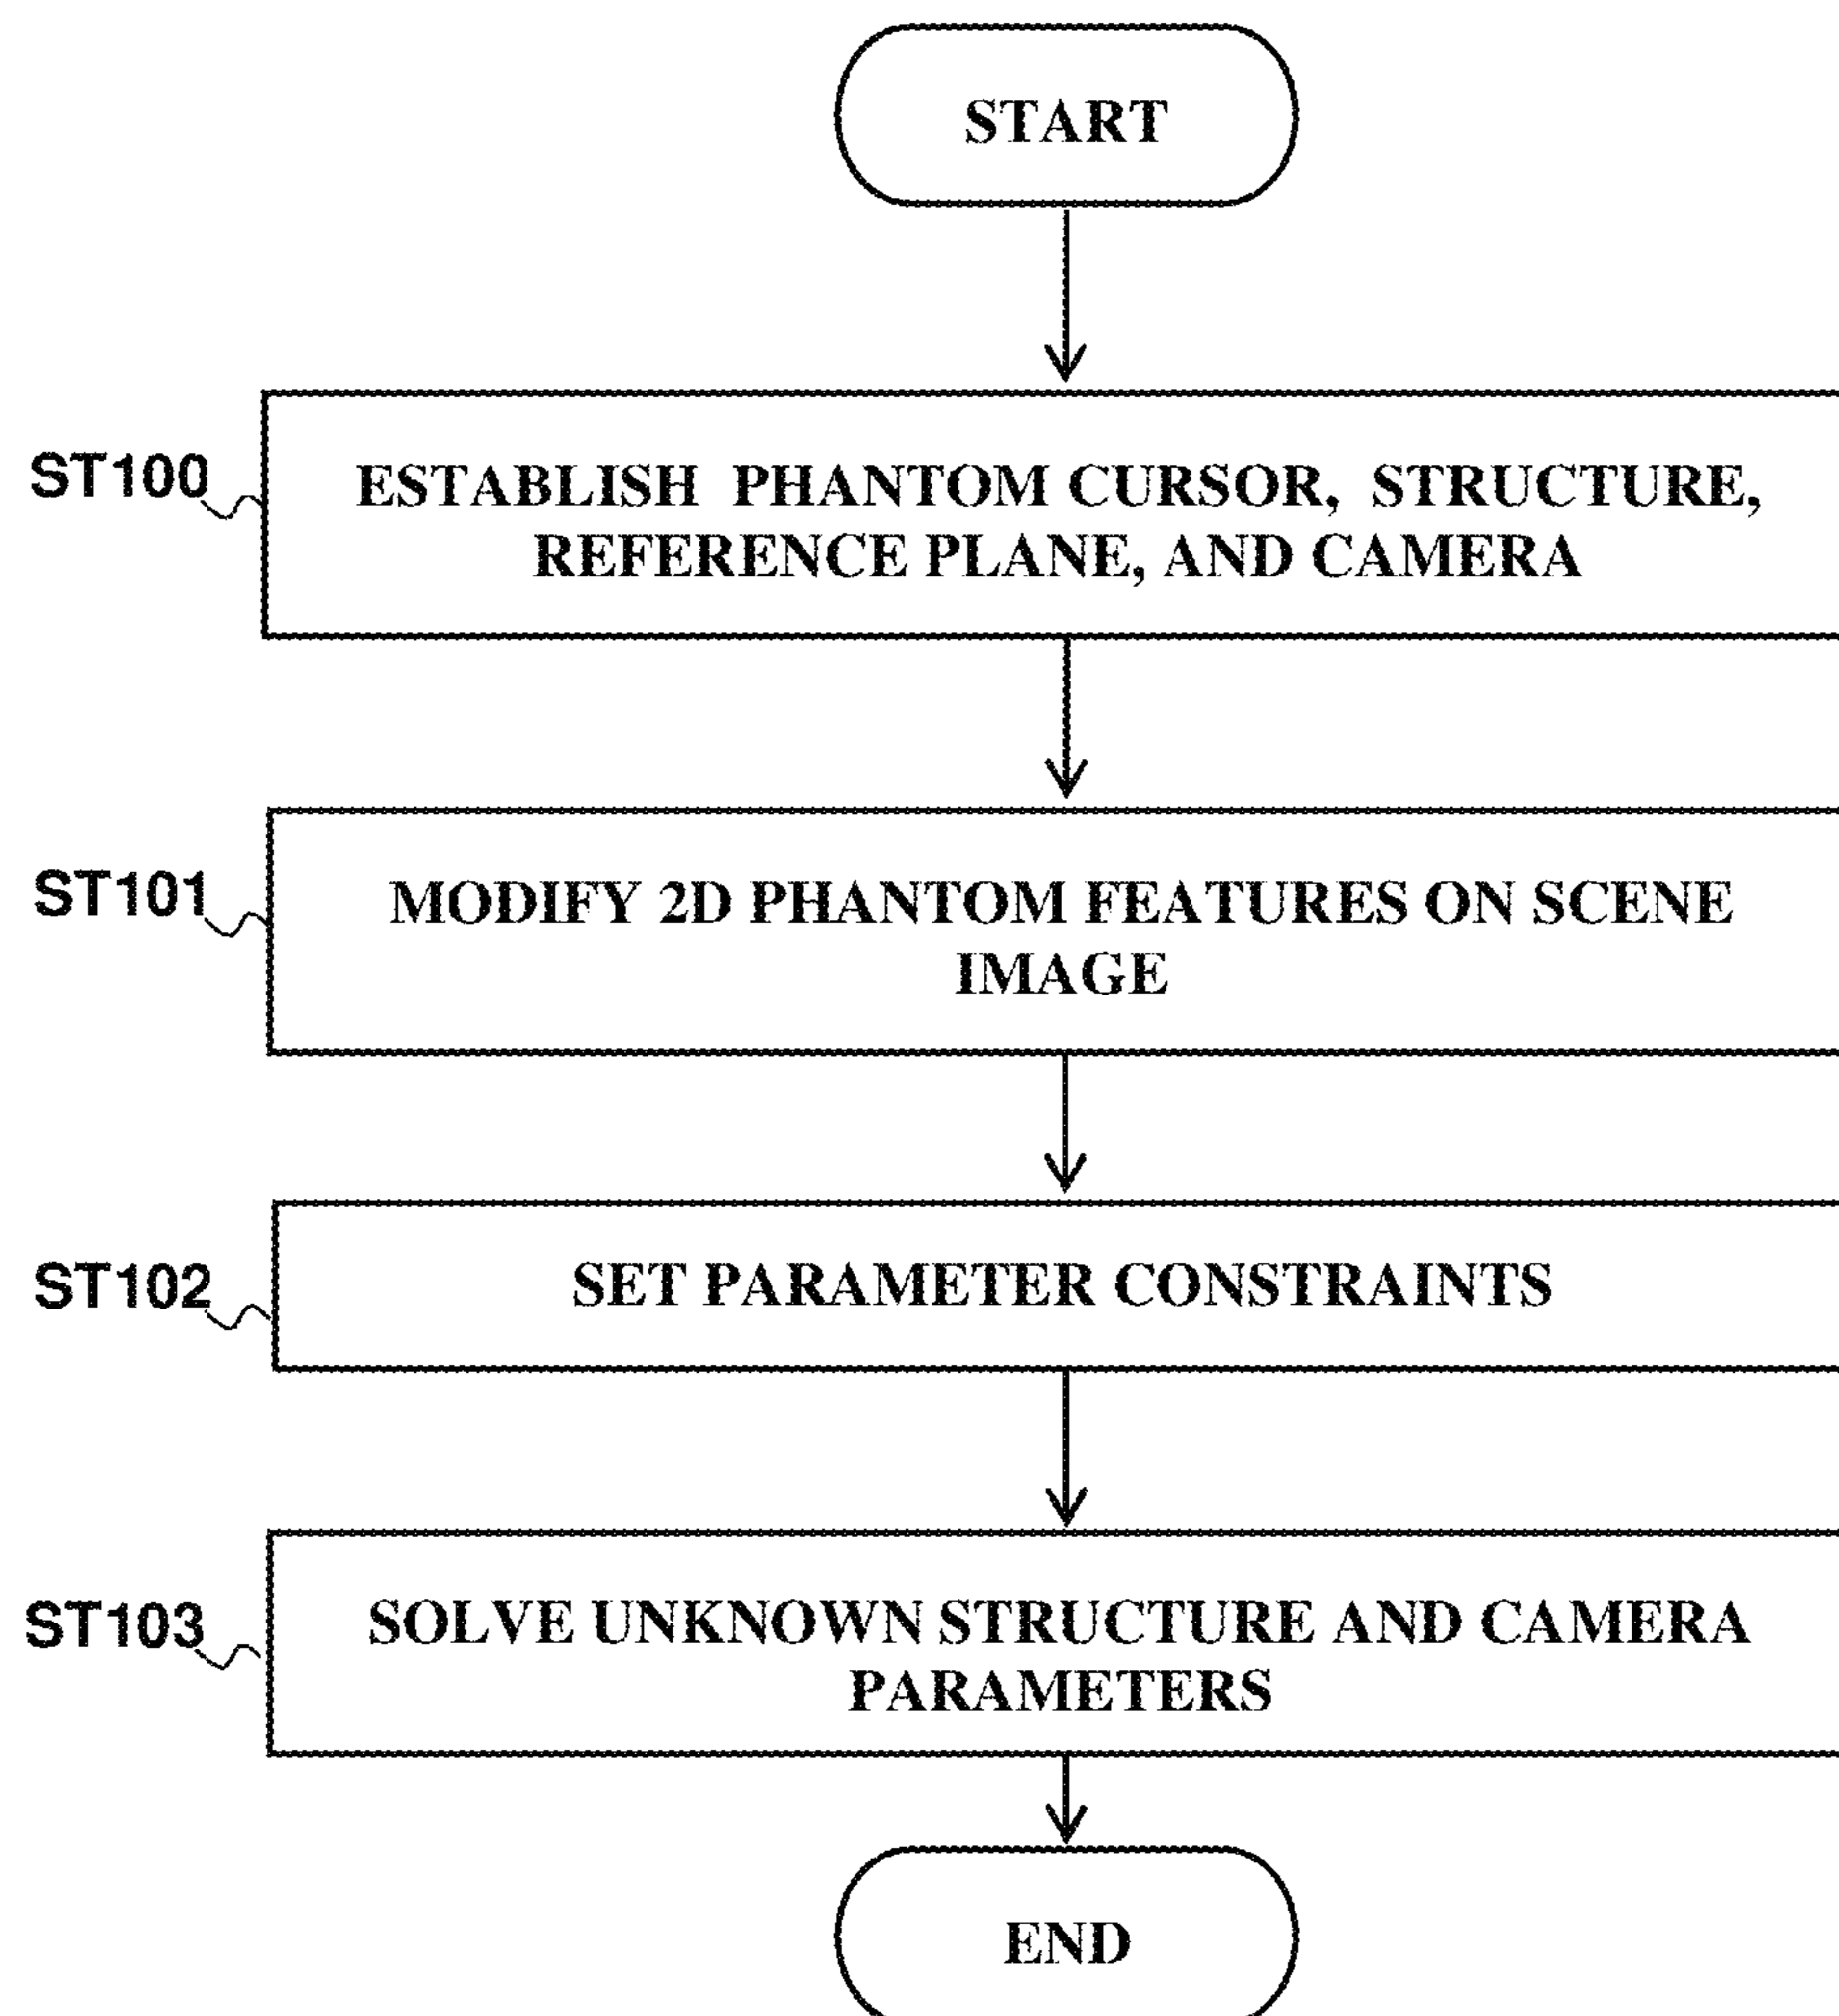 START
ST100
ESTABLISH PHANTOM CURSOR, STRUCTURE,
REFERENCE PLANE, AND CAMERA
ST101
MODIFY 2D PHANTOM FEATURES ON SCENE
IMAGE
ST102
SET PARAMETER CONSTRAINTS
ST103
SOLVE UNKNOWN STRUCTURE AND CAMERA
PARAMETERS
END